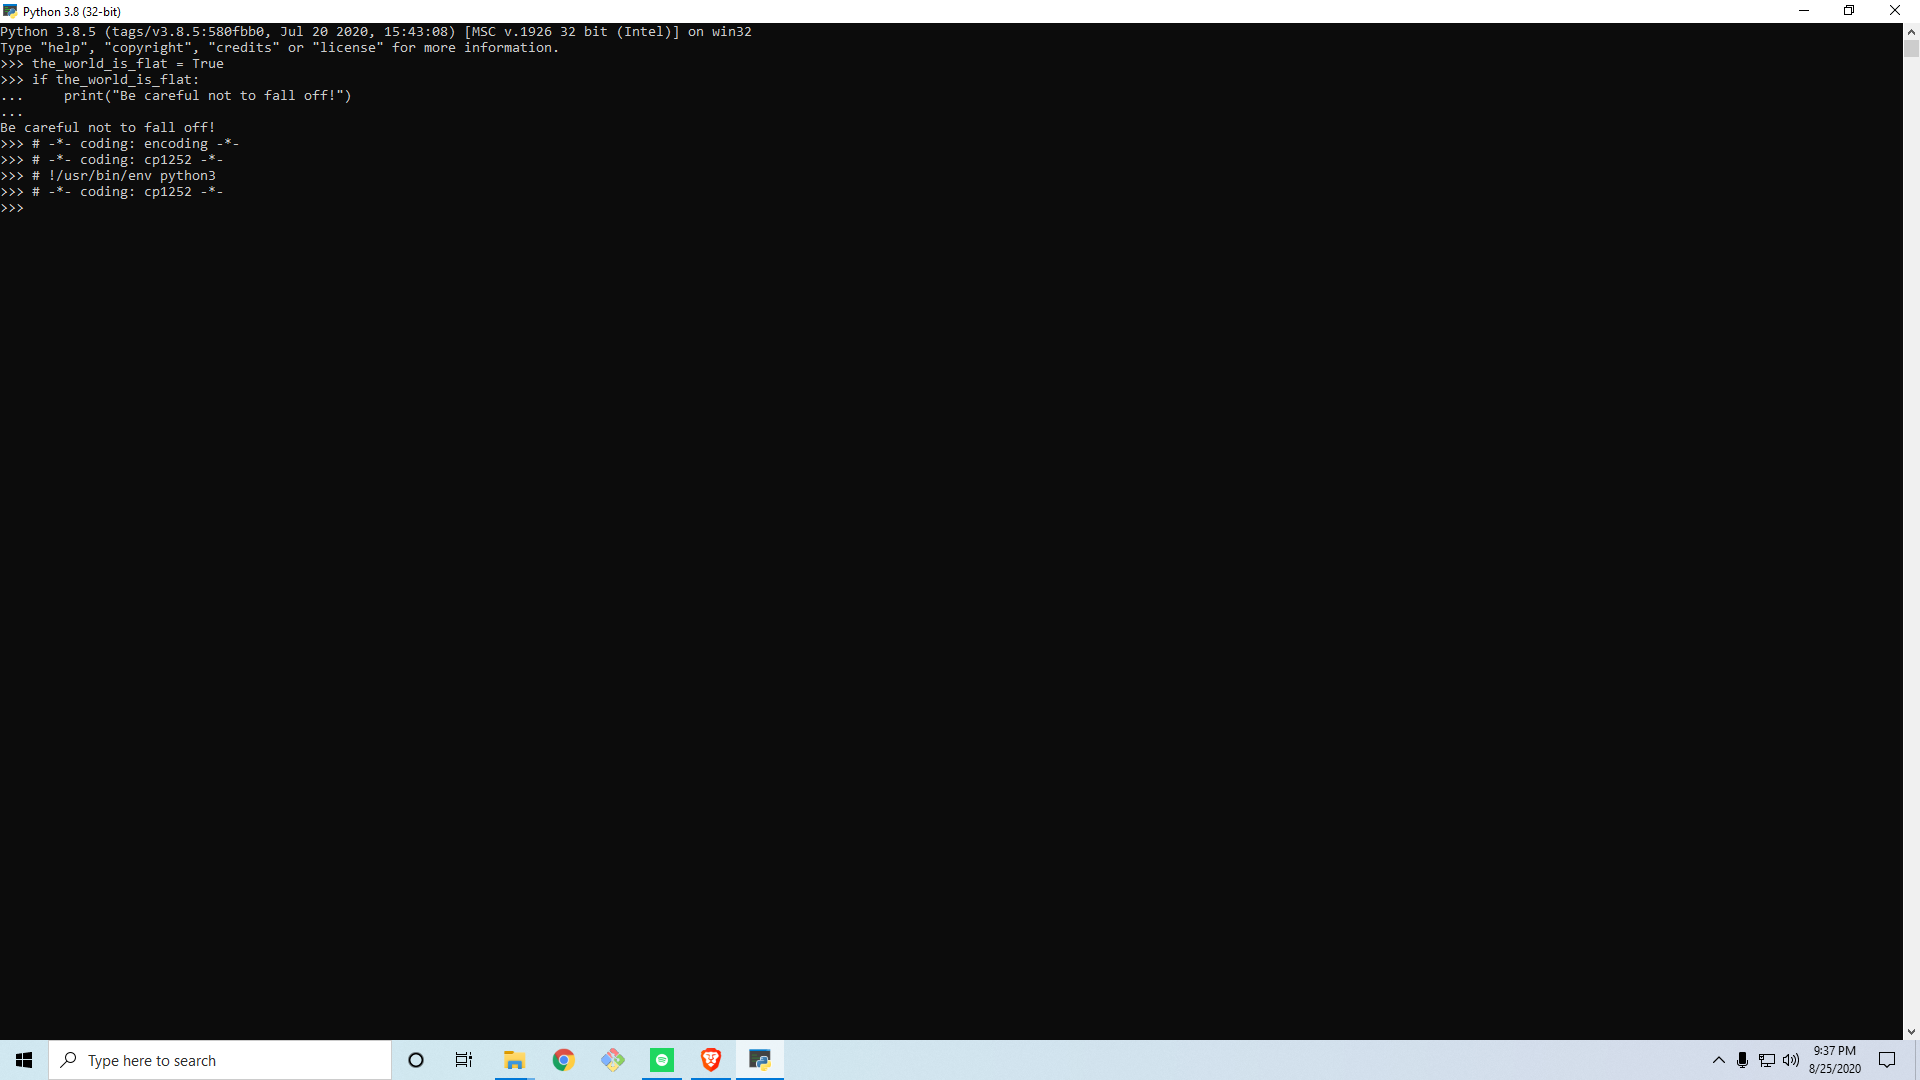 Python 3.8 (32-bit)
Python 3.8.5 (tags/v3.8.5:580fbb0, Jul 20 2020, 15:43:08) [MSC v.1926 32 bit (Intel)] on win32
Type "help", "copyright", "credits" or "license" for more information.
>>> the_world_is_flat = True
>>> if the_world_is_flat:
...     print("Be careful not to fall off!")
...
Be careful not to fall off!
>>> # -*- coding: encoding -*-
>>> # -*- coding: cp1252 -*-
>>> # !/usr/bin/env python3
>>> # -*- coding: cp1252 -*-
>>>
Type here to search
9:37 PM
8/25/2020